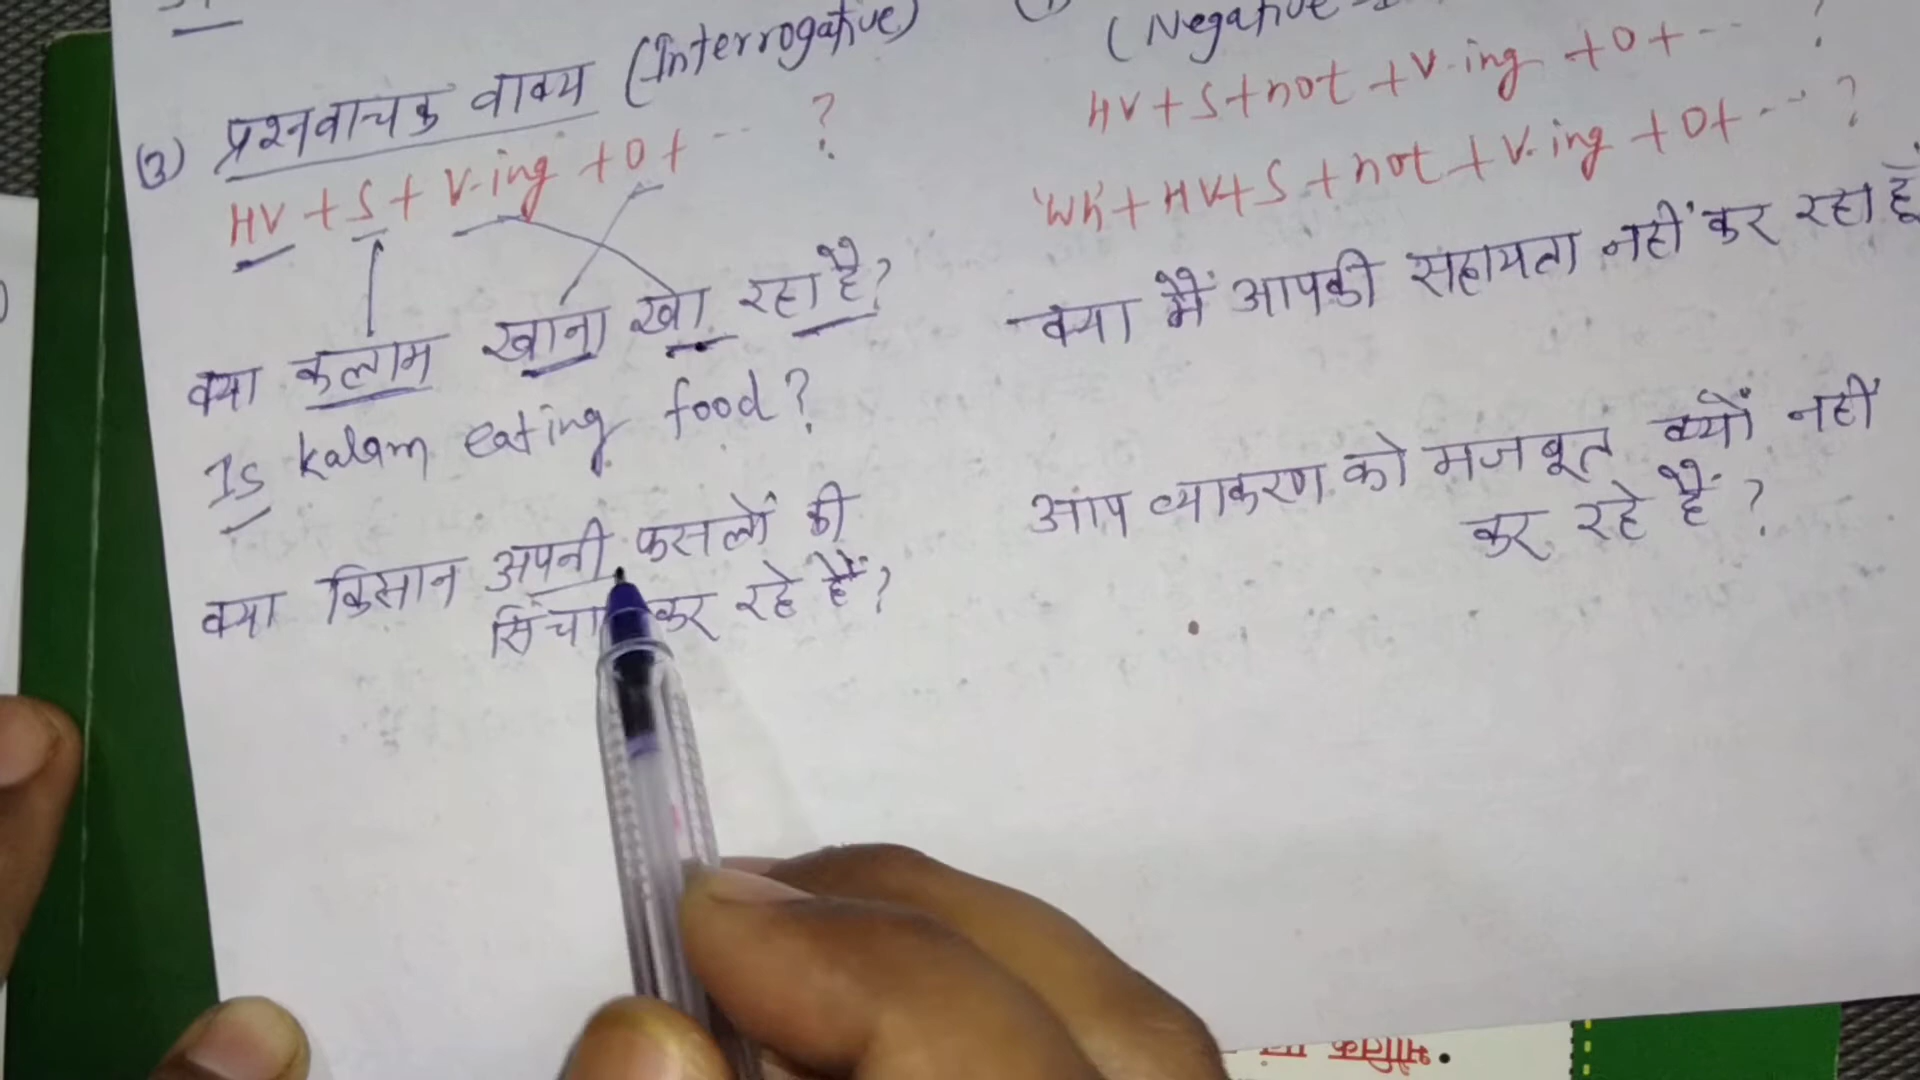 (3) प्रश्नवाचक वाक्य (Interrogative)
HV + S + V-ing + O + ... ?
क्या कलाम खाना खा रहा है?
Is kalam eating food?
क्या किसान अपनी फसलों की
कर रहे हैं?
(Negative
HV + S + not + V-ing + O + ... ?
'Wh' + HV + S + not + V-ing + O + ... ?
क्या मैं आपकी सहायता नहीं कर रहा हूँ
आप व्याकरण को मजबूत क्यों नहीं
कर रहे हैं?